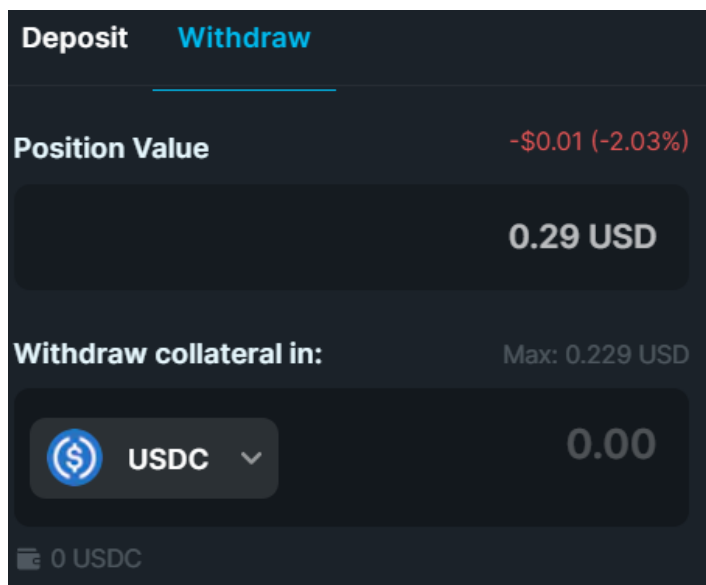 Deposit Withdraw
Position Value -$0.01 (-2.03%)
0.29 USD
Withdraw collateral in: Max: 0.229 USD
USDC 0.00
0 USDC